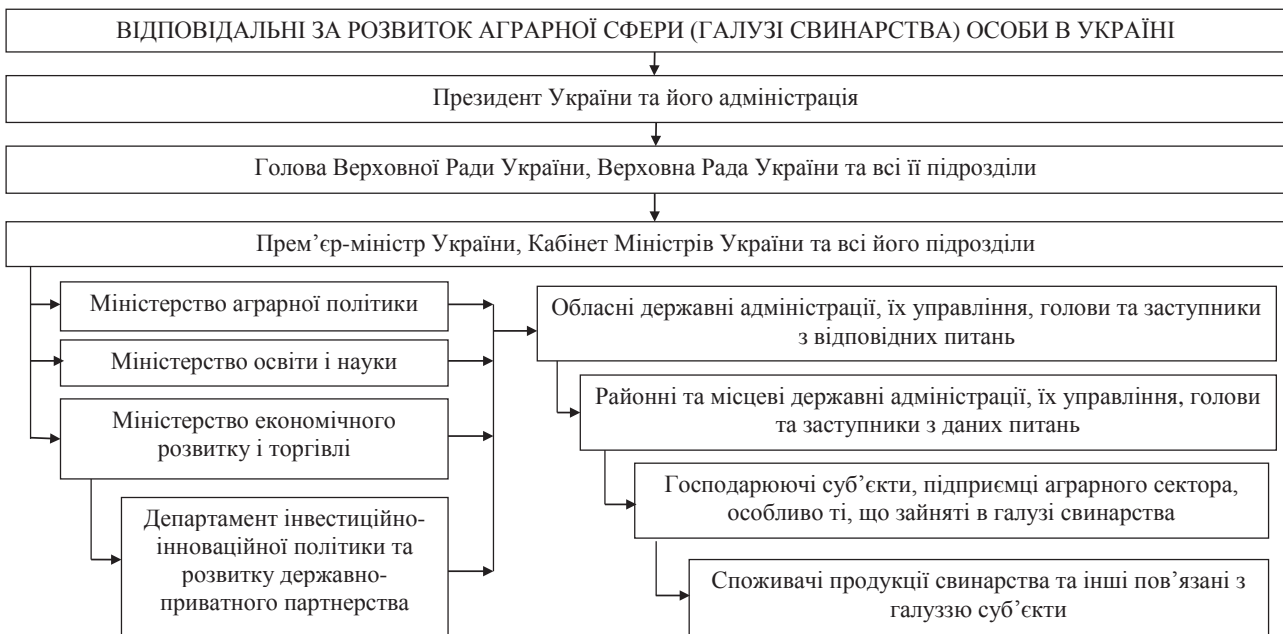 ВІДПОВІДАЛЬНІ ЗА РОЗВИТОК АГРАРНОЇ СФЕРИ (ГАЛУЗІ СВИНАРСТВА) ОСОБИ В УКРАЇНІ
Президент України та його адміністрація
Голова Верховної Ради України, Верховна Рада України та всі її підрозділи
Прем’єр-міністр України, Кабінет Міністрів України та всі його підрозділи
Міністерство аграрної політики
Міністерство освіти і науки
Міністерство економічного
розвитку і торгівлі
Департамент інвестиційно-
інноваційної політики та
розвитку державно-
приватного партнерства
Обласні державні адміністрації, їх управління, голови та заступники
з відповідних питань
Районні та місцеві державні адміністрації, їх управління, голови
та заступники з даних питань
Господарюючі суб’єкти, підприємці аграрного сектора,
особливо ті, що зайняті в галузі свинарства
Споживачі продукції свинарства та інші пов’язані з
галуззю суб’єкти